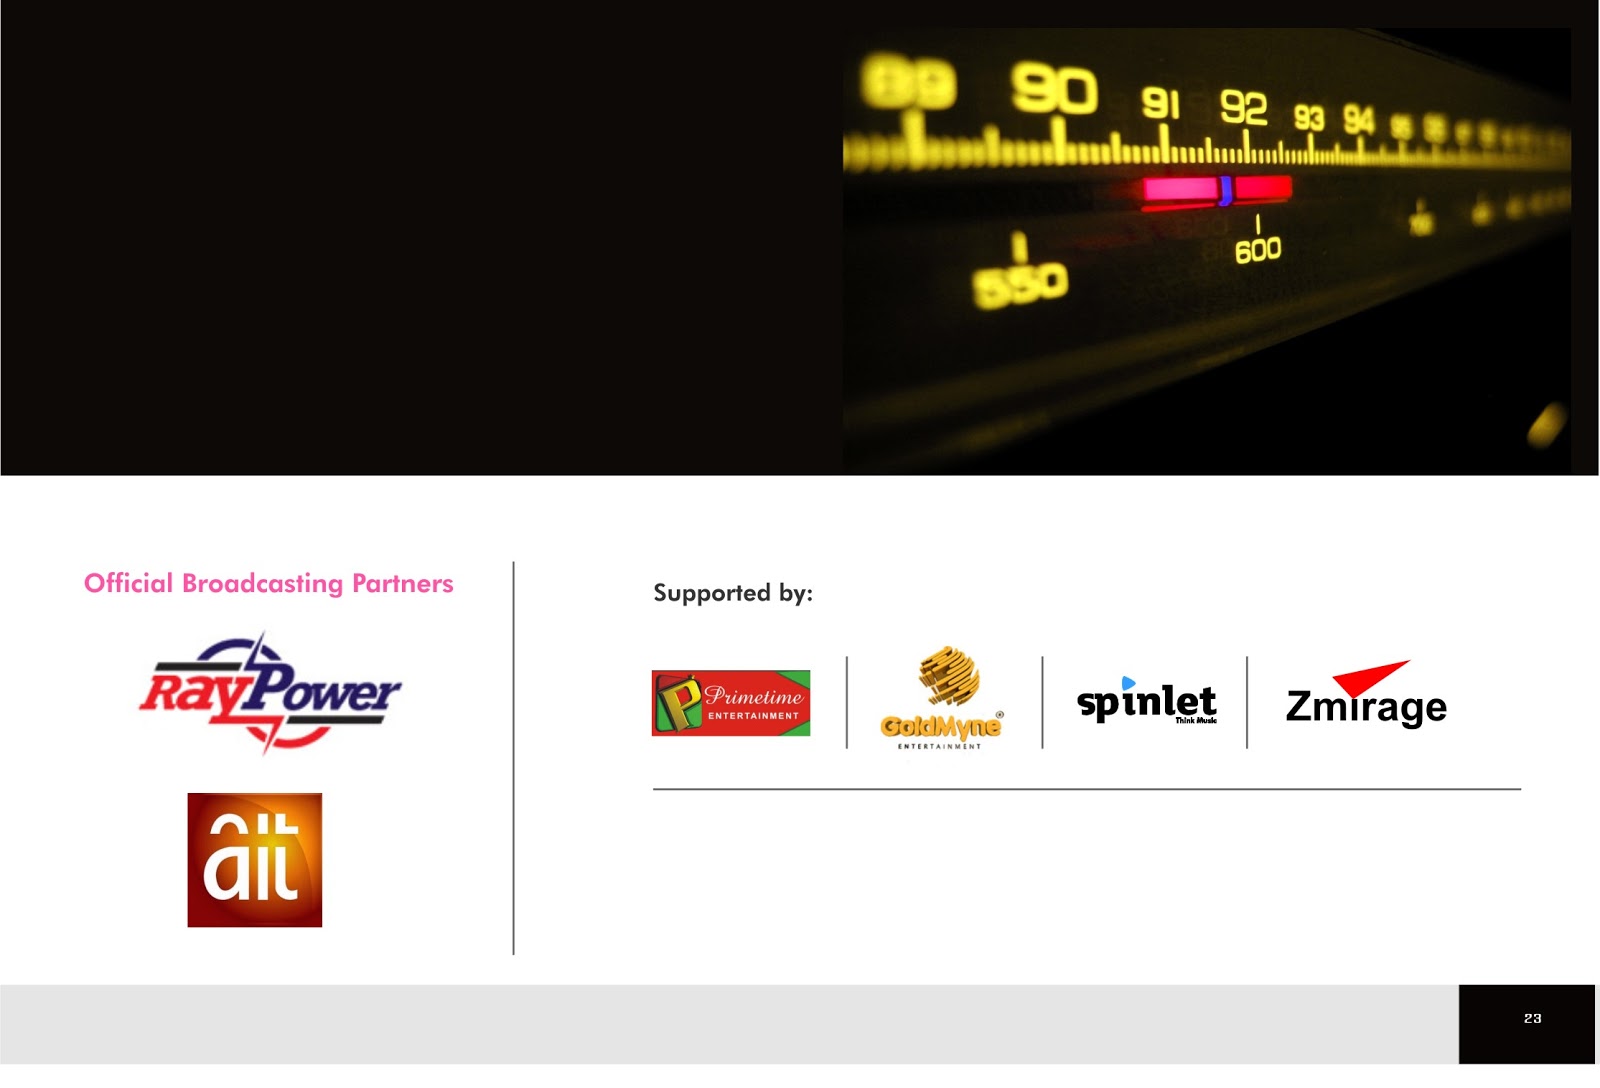 89 90 91 92 93 94 95
550 600
Official Broadcasting Partners
RayPower
ait
Supported by:
Primetime
ENTERTAINMENT
GoldMyne
ENTERTAINMENT
spinlet
Think Music
Zmirage
23